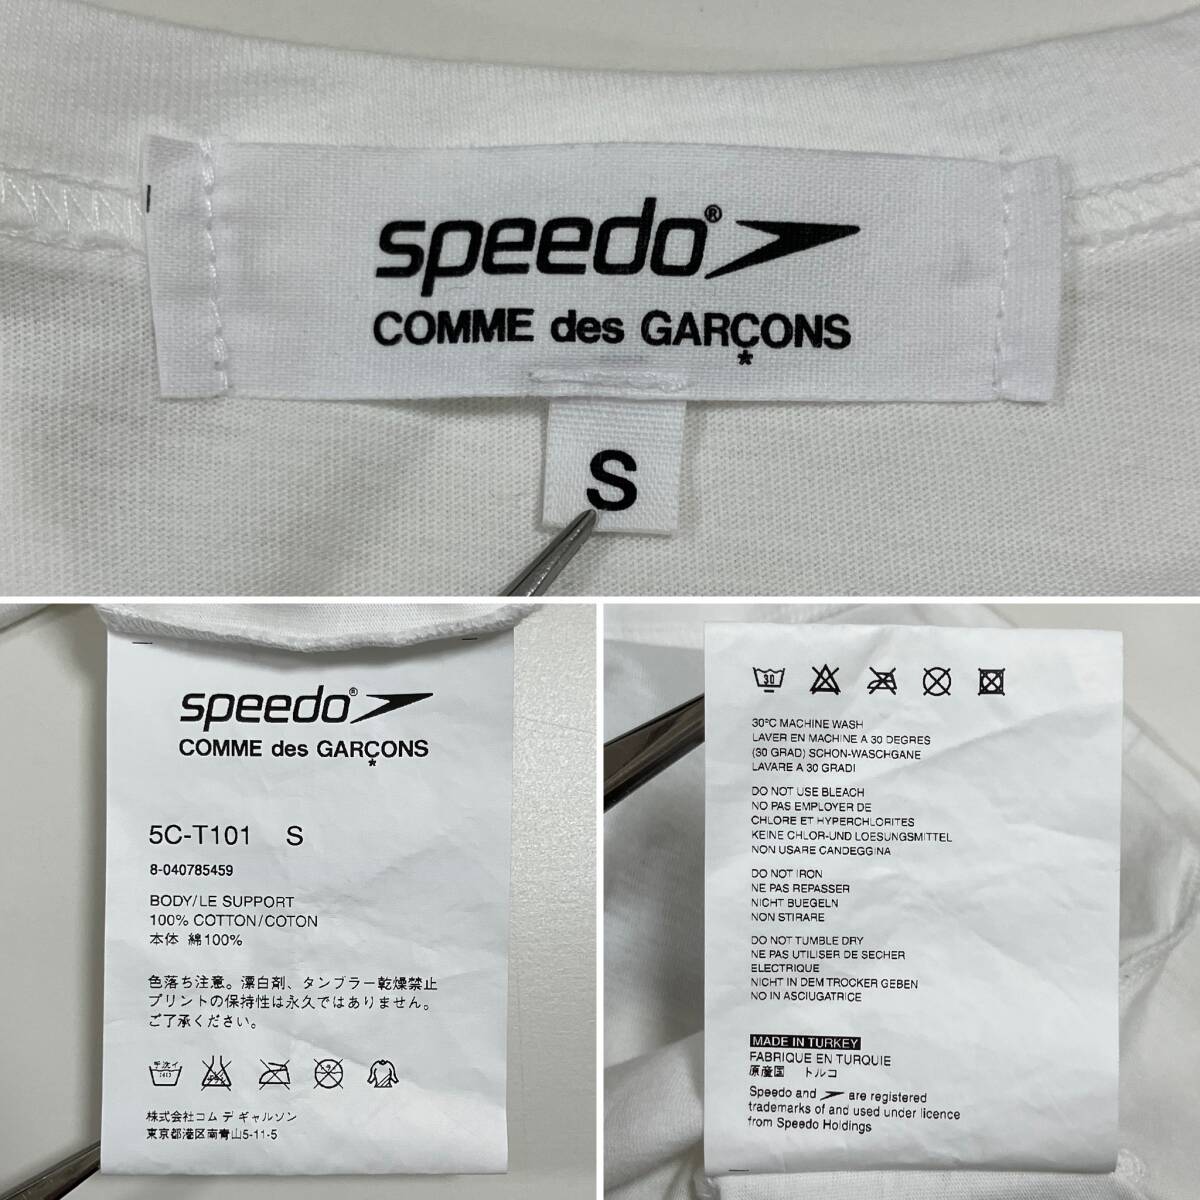 speedo®
COMME des GARÇONS
*
S
speedo®
COMME des GARÇONS
*
5C-T101 S
8-040785459
BODY/LE SUPPORT
100% COTTON/COTON
本体 綿100%
色落ち注意。漂白剤、タンブラー乾燥禁止
プリントの保持性は永久ではありません。
ご了承ください。
手洗イ
株式会社コム デ ギャルソン
東京都港区南青山5-11-5
30
30°C MACHINE WASH
LAVER EN MACHINE A 30 DEGRES
(30 GRAD) SCHON-WASCHGANE
LAVARE A 30 GRADI
DO NOT USE BLEACH
NO PAS EMPLOYER DE
CHLORE ET HYPERCHLORITES
KEINE CHLOR-UND LOESUNGSMITTEL
NON USARE CANDEGGINA
DO NOT IRON
NE PAS REPASSER
NICHT BUEGELN
NON STIRARE
DO NOT TUMBLE DRY
NE PAS UTILISER DE SECHER
ELECTRIQUE
NICHT IN DEM TROCKER GEBEN
NO IN ASCIUGATRICE
MADE IN TURKEY
FABRIQUE EN TURQUIE
原産国 トルコ
Speedo and are registered
trademarks of and used under licence
from Speedo Holdings